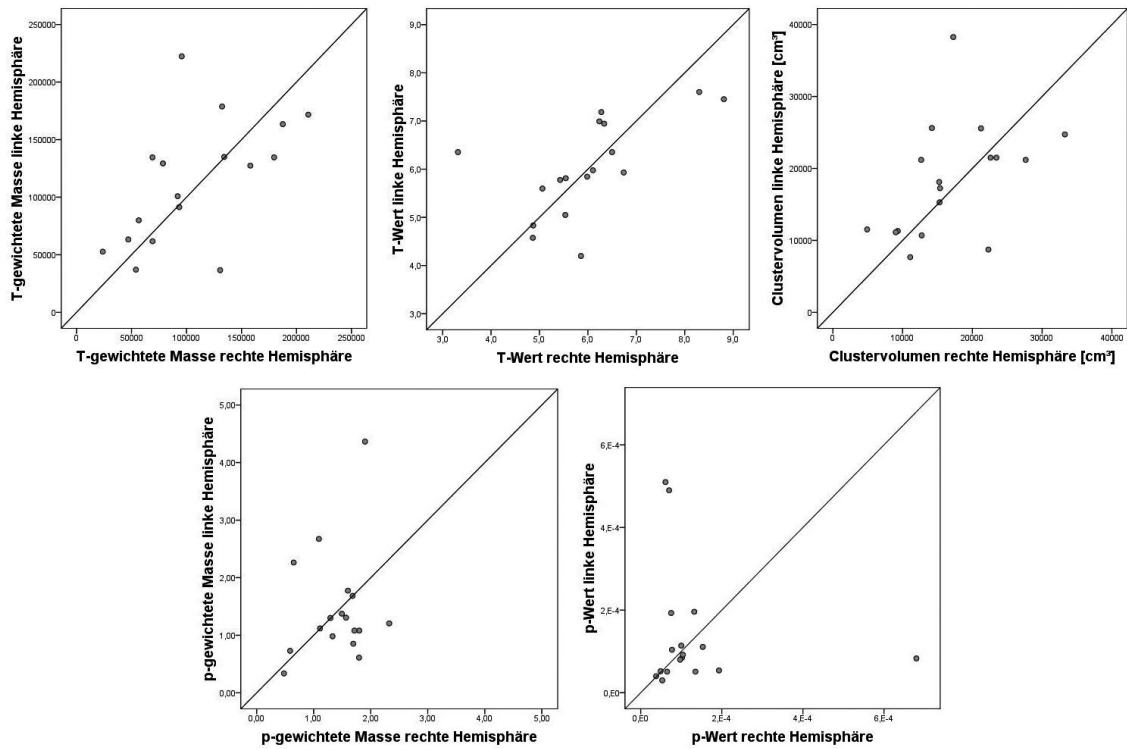 T-gewichtete Masse linke Hemisphäre
250000
200000
150000
100000
50000
0
0 50000 100000 150000 200000 250000
T-gewichtete Masse rechte Hemisphäre
T-Wert linke Hemisphäre
9,0
8,0
7,0
6,0
5,0
4,0
3,0
3,0 4,0 5,0 6,0 7,0 8,0 9,0
T-Wert rechte Hemisphäre
Clustervolumen linke Hemisphäre [cm³]
40000
30000
20000
10000
0
0 10000 20000 30000 40000
Clustervolumen rechte Hemisphäre [cm³]
p-gewichtete Masse linke Hemisphäre
5,00
4,00
3,00
2,00
1,00
0,00
0,00 1,00 2,00 3,00 4,00 5,00
p-gewichtete Masse rechte Hemisphäre
p-Wert linke Hemisphäre
6,E-4
4,E-4
2,E-4
0,E0
0,E0 2,E-4 4,E-4 6,E-4
p-Wert rechte Hemisphäre